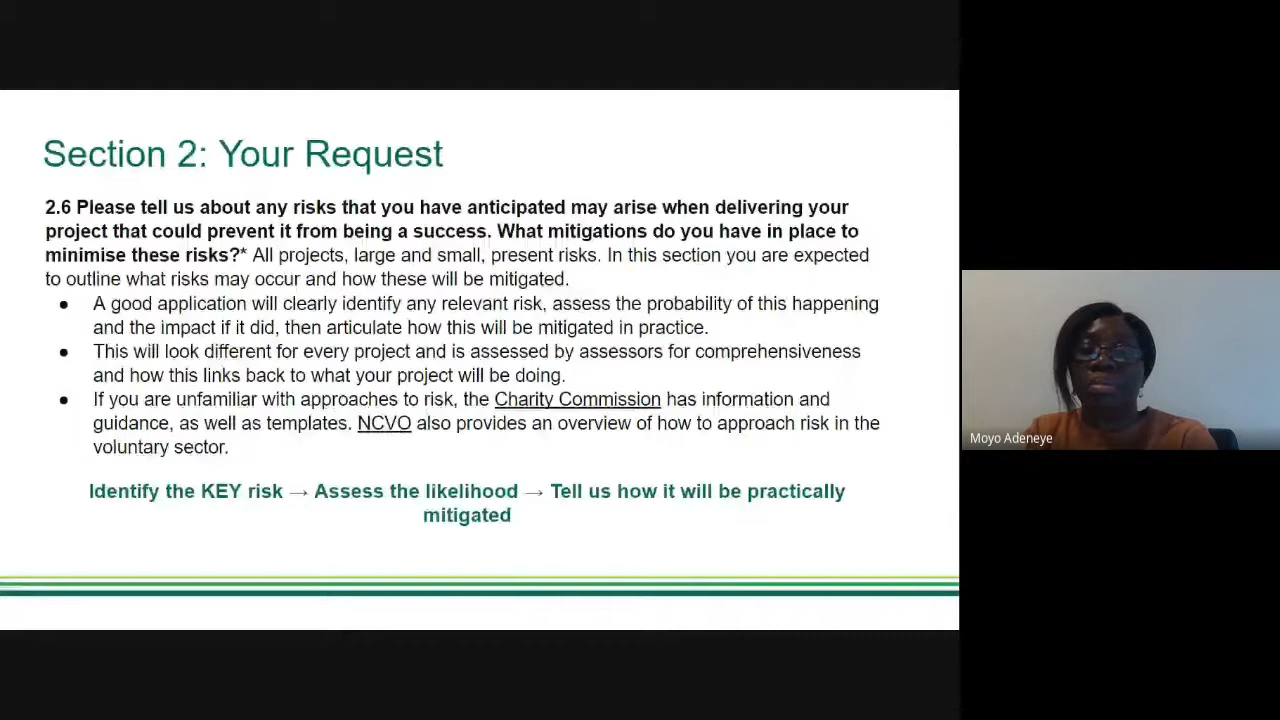 Section 2: Your Request
2.6 Please tell us about any risks that you have anticipated may arise when delivering your
project that could prevent it from being a success. What mitigations do you have in place to
minimise these risks?* All projects, large and small, present risks. In this section you are expected
to outline what risks may occur and how these will be mitigated.
● A good application will clearly identify any relevant risk, assess the probability of this happening
and the impact if it did, then articulate how this will be mitigated in practice.
● This will look different for every project and is assessed by assessors for comprehensiveness
and how this links back to what your project will be doing.
● If you are unfamiliar with approaches to risk, the Charity Commission has information and
guidance, as well as templates. NCVO also provides an overview of how to approach risk in the
voluntary sector.
Identify the KEY risk → Assess the likelihood → Tell us how it will be practically
mitigated
Moyo Adeneye